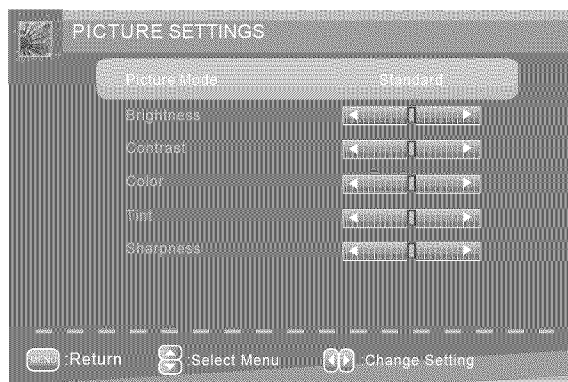 PICTURE SETTINGS
Picture Mode Standard
Brightness
Contrast
Color
Tint
Sharpness
MENU :Return :Select Menu :Change Setting